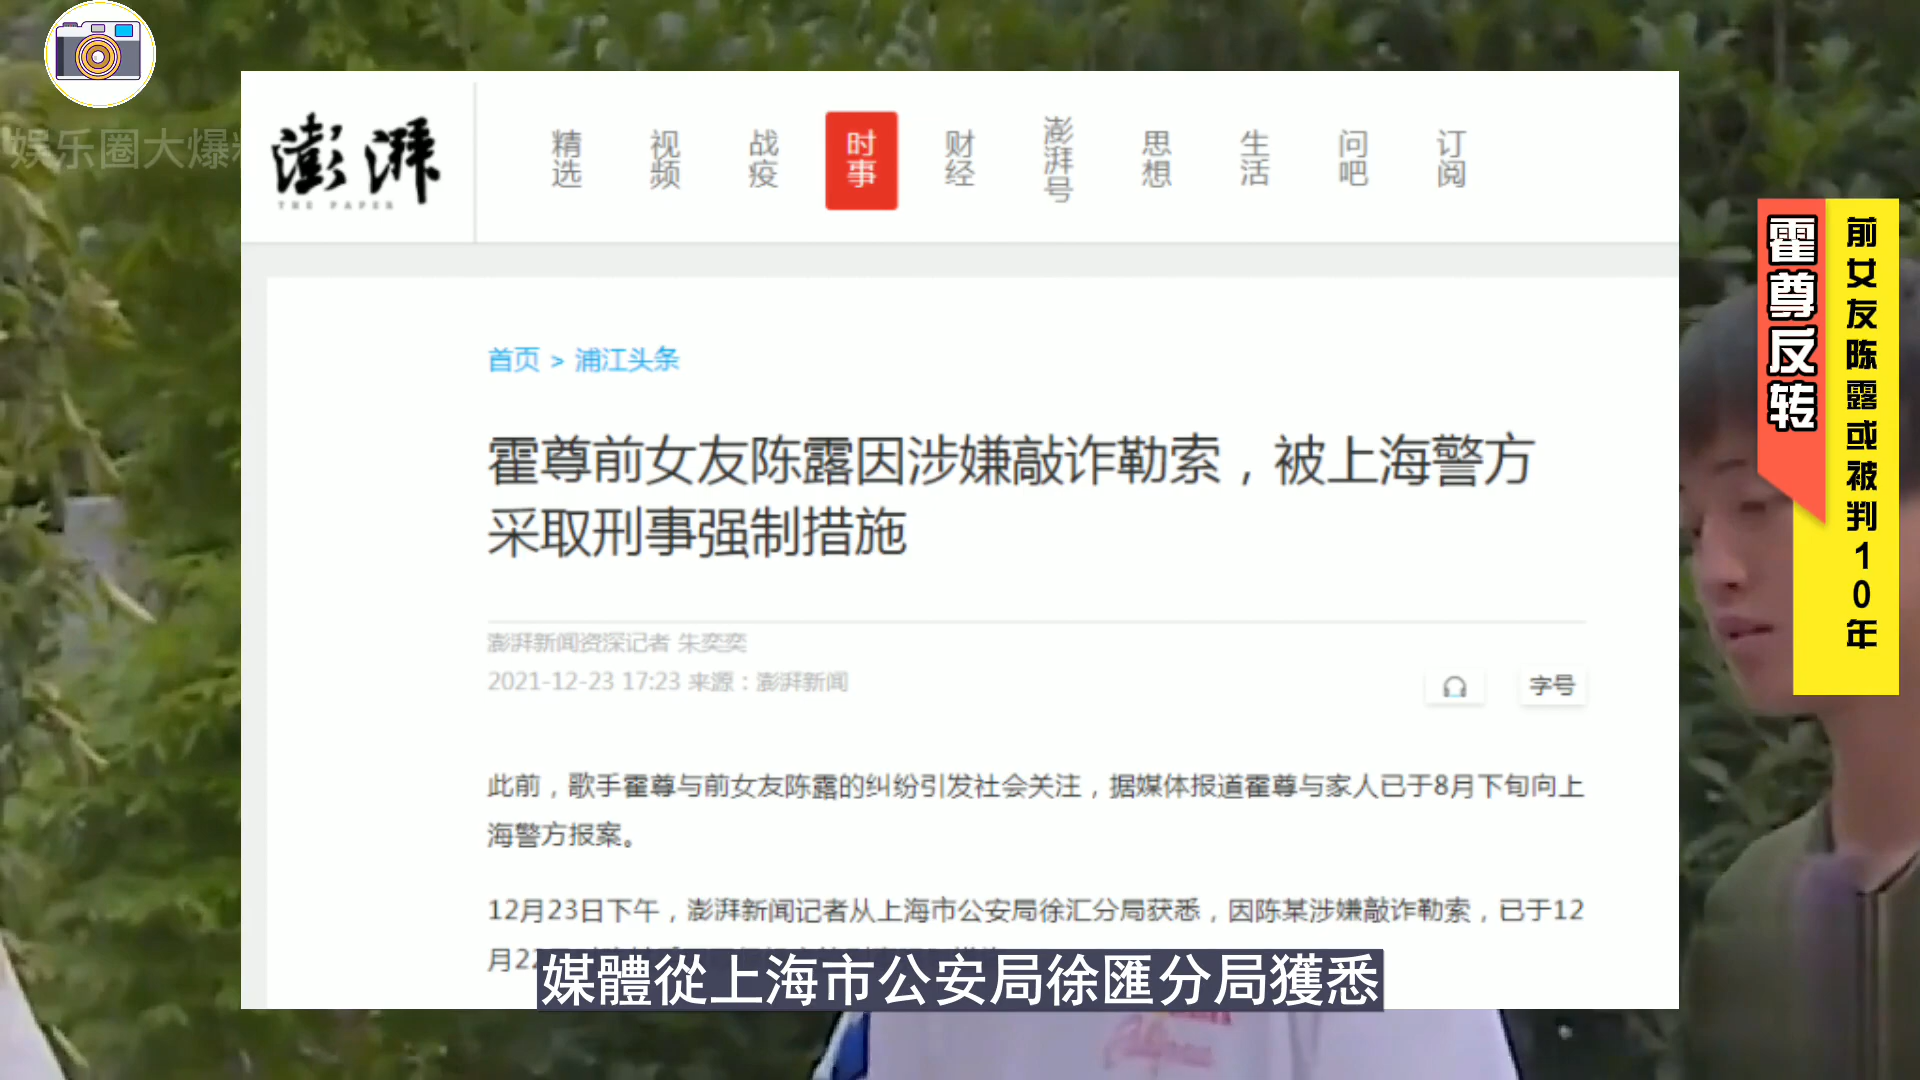 娱乐圈大爆
澎湃
THE PAPER
精选
视频
战疫
时事
财经
澎湃号
思想
生活
问吧
订阅
首页 > 浦江头条
霍尊前女友陈露因涉嫌敲诈勒索，被上海警方
采取刑事强制措施
澎湃新闻资深记者 朱奕奕
2021-12-23 17:23 来源：澎湃新闻
字号
此前，歌手霍尊与前女友陈露的纠纷引发社会关注，据媒体报道霍尊与家人已于8月下旬向上
海警方报案。
12月23日下午，澎湃新闻记者从上海市公安局徐汇分局获悉，因陈某涉嫌敲诈勒索，已于12
月22
媒體從上海市公安局徐匯分局獲悉
霍尊反转
前女友陈露或被判10年